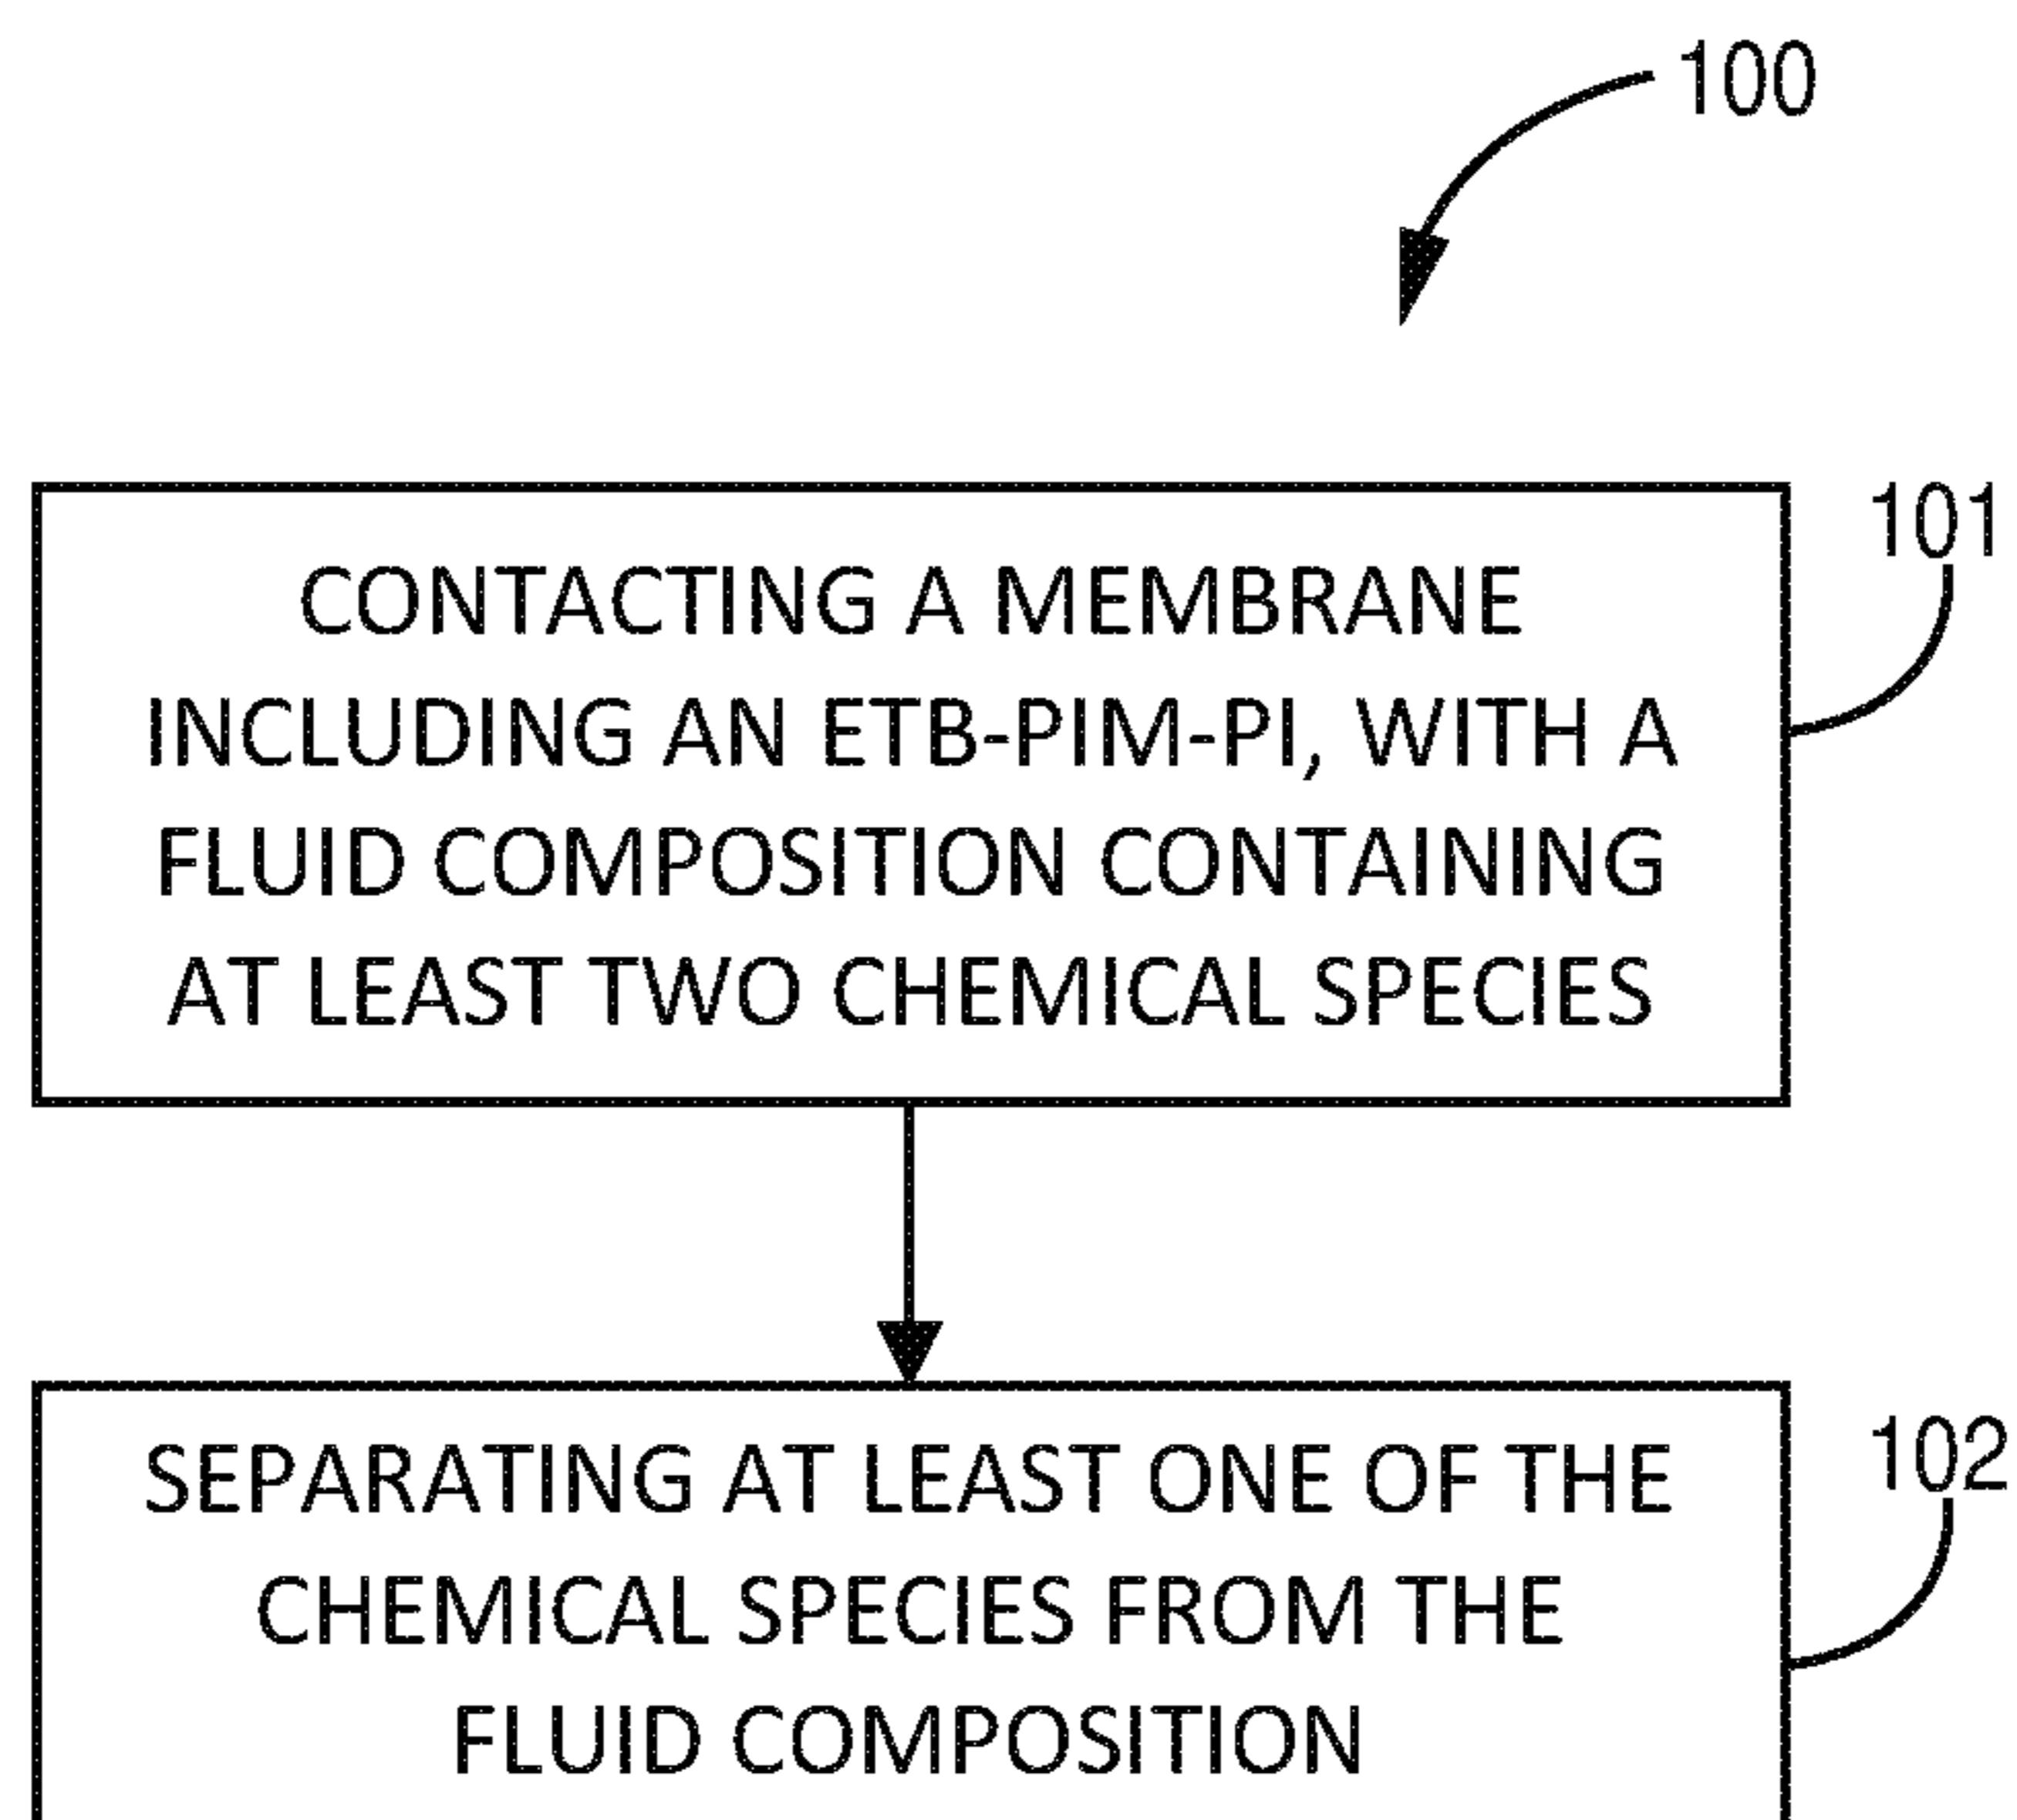 100
101
CONTACTING A MEMBRANE
INCLUDING AN ETB-PIM-PI, WITH A
FLUID COMPOSITION CONTAINING
AT LEAST TWO CHEMICAL SPECIES
102
SEPARATING AT LEAST ONE OF THE
CHEMICAL SPECIES FROM THE
FLUID COMPOSITION